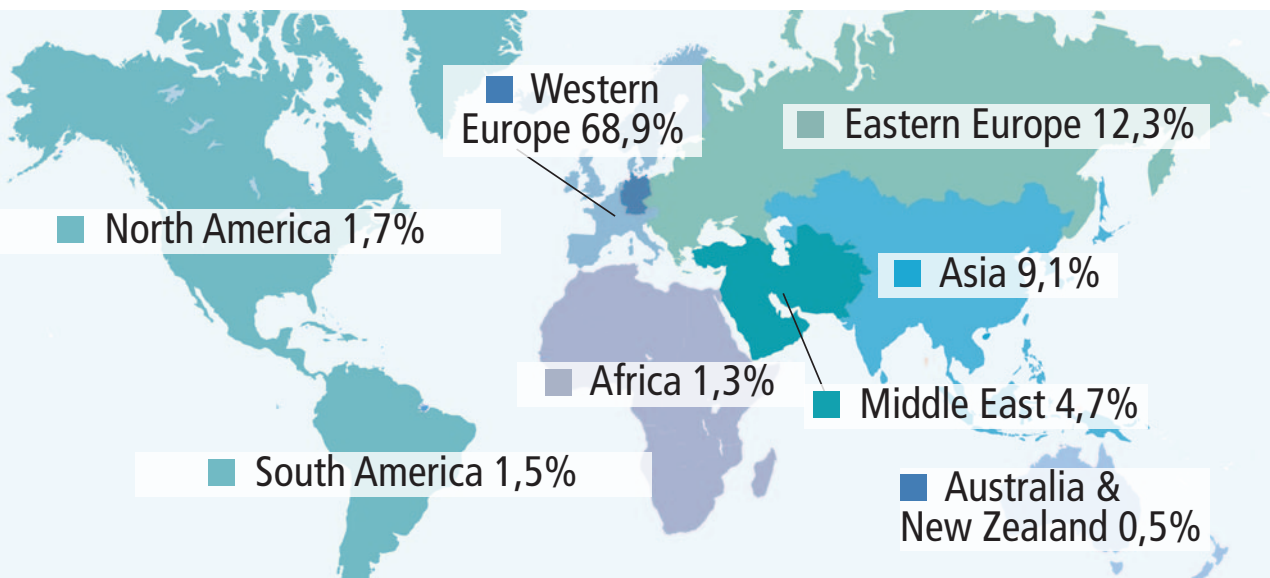 Western
Europe 68,9%
Eastern Europe 12,3%
North America 1,7%
Asia 9,1%
Africa 1,3%
Middle East 4,7%
South America 1,5%
Australia &
New Zealand 0,5%